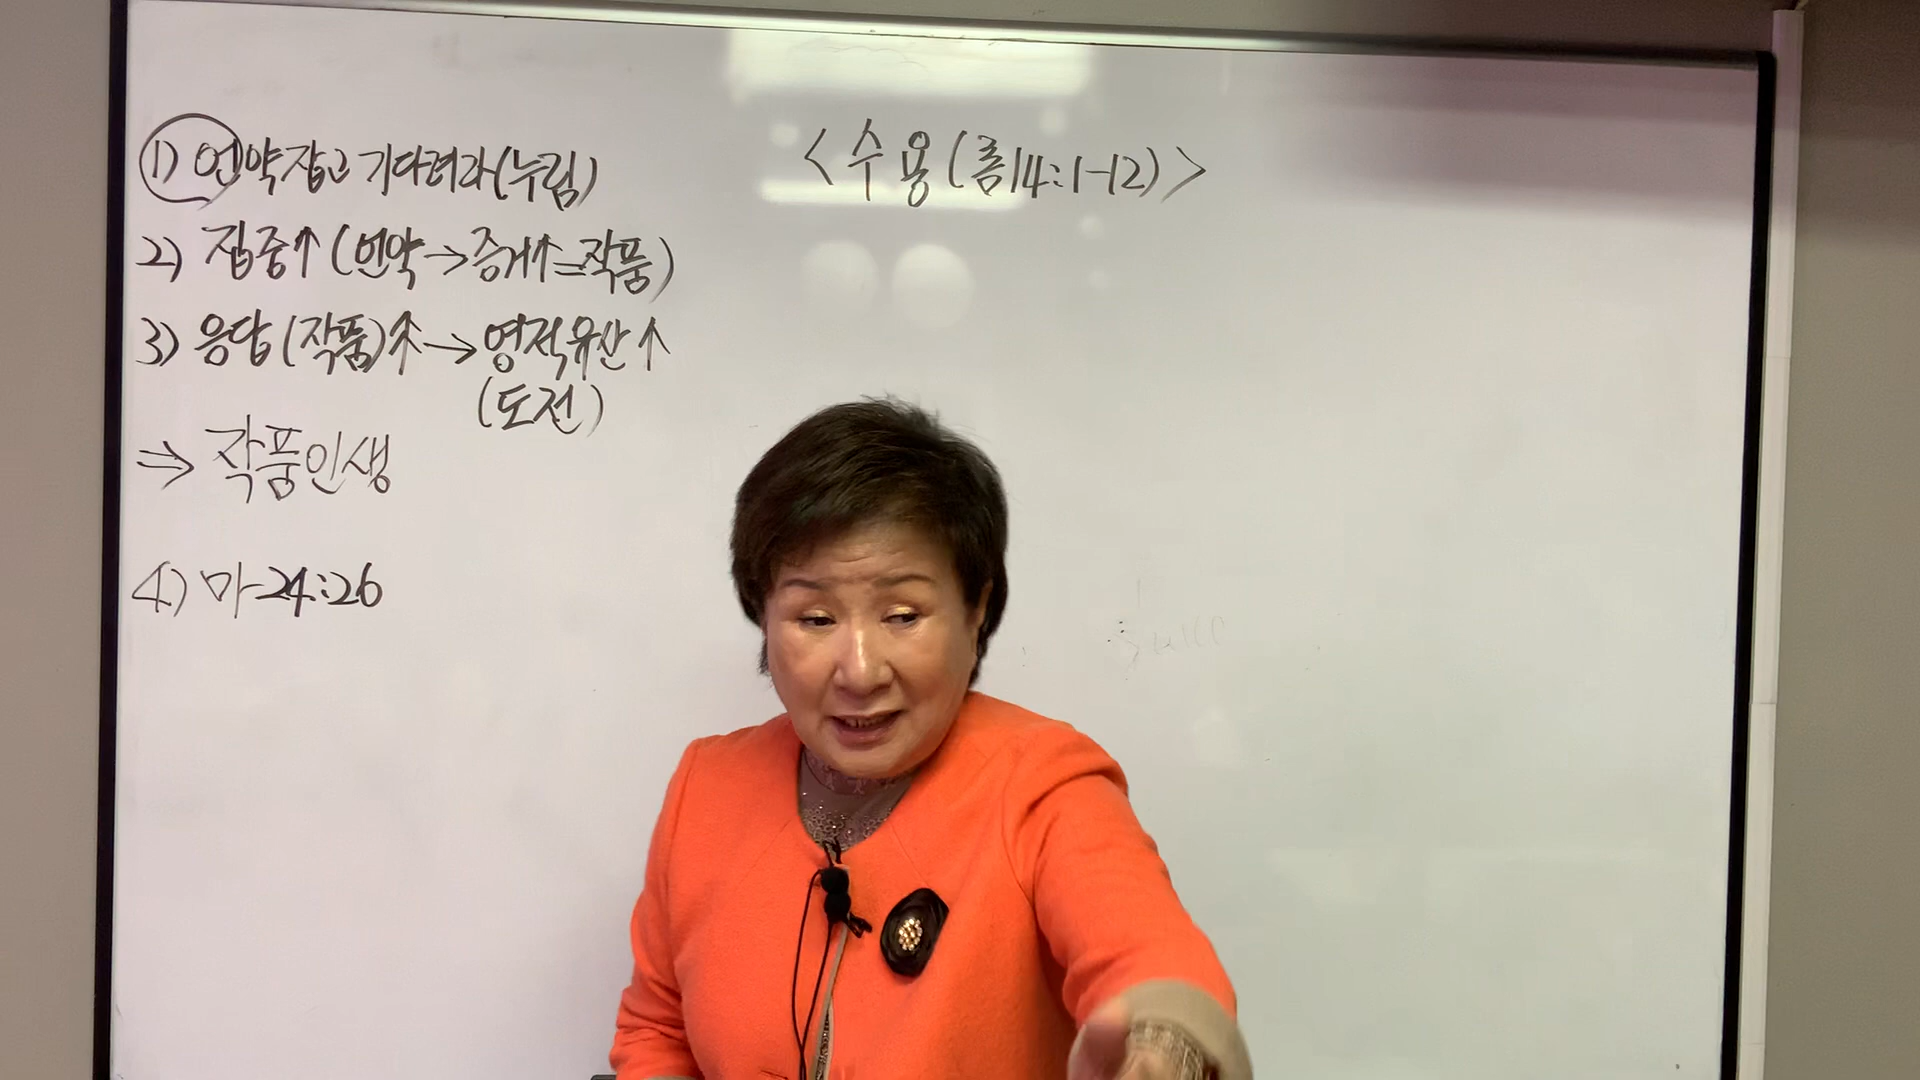 1) 언약잡고 기다려라(누림)
2) 집중↑(언약→증거↑=작품)
3) 응답(작품)↑→영적유산↑
(도전)
⇒ 작품인생
4) 마24:26
<수용(롬14:1-12)>